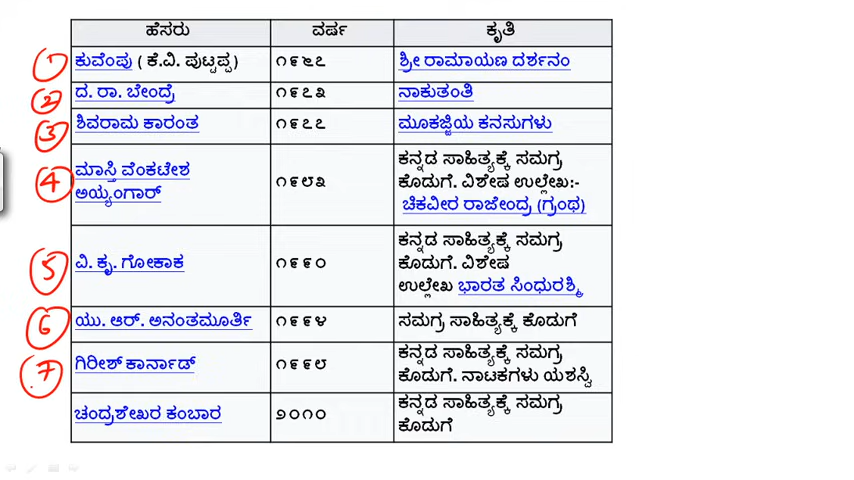 ಹೆಸರು ವರ್ಷ ಕೃತಿ
1 ಕುವೆಂಪು ( ಕೆ.ವಿ. ಪುಟ್ಟಪ್ಪ) ೧೯೬೭ ಶ್ರೀ ರಾಮಾಯಣ ದರ್ಶನಂ
2 ದ. ರಾ. ಬೇಂದ್ರೆ ೧೯೭೩ ನಾಕುತಂತಿ
3 ಶಿವರಾಮ ಕಾರಂತ ೧೯೭೭ ಮೂಕಜ್ಜಿಯ ಕನಸುಗಳು
4 ಮಾಸ್ತಿ ವೆಂಕಟೇಶ
ಅಯ್ಯಂಗಾರ್ ೧೯೮೩ ಕನ್ನಡ ಸಾಹಿತ್ಯಕ್ಕೆ ಸಮಗ್ರ
ಕೊಡುಗೆ. ವಿಶೇಷ ಉಲ್ಲೇಖ:-
ಚಿಕವೀರ ರಾಜೇಂದ್ರ (ಗ್ರಂಥ)
5 ವಿ. ಕೃ. ಗೋಕಾಕ ೧೯೯೦ ಕನ್ನಡ ಸಾಹಿತ್ಯಕ್ಕೆ ಸಮಗ್ರ
ಕೊಡುಗೆ. ವಿಶೇಷ
ಉಲ್ಲೇಖ ಭಾರತ ಸಿಂಧುರಶ್ಮಿ
6 ಯು. ಆರ್. ಅನಂತಮೂರ್ತಿ ೧೯೯೪ ಸಮಗ್ರ ಸಾಹಿತ್ಯಕ್ಕೆ ಕೊಡುಗೆ
7 ಗಿರೀಶ್ ಕಾರ್ನಾಡ್ ೧೯೯೮ ಕನ್ನಡ ಸಾಹಿತ್ಯಕ್ಕೆ ಸಮಗ್ರ
ಕೊಡುಗೆ. ನಾಟಕಗಳು ಯಶಸ್ವಿ
ಚಂದ್ರಶೇಖರ ಕಂಬಾರ ೨೦೧೦ ಕನ್ನಡ ಸಾಹಿತ್ಯಕ್ಕೆ ಸಮಗ್ರ
ಕೊಡುಗೆ